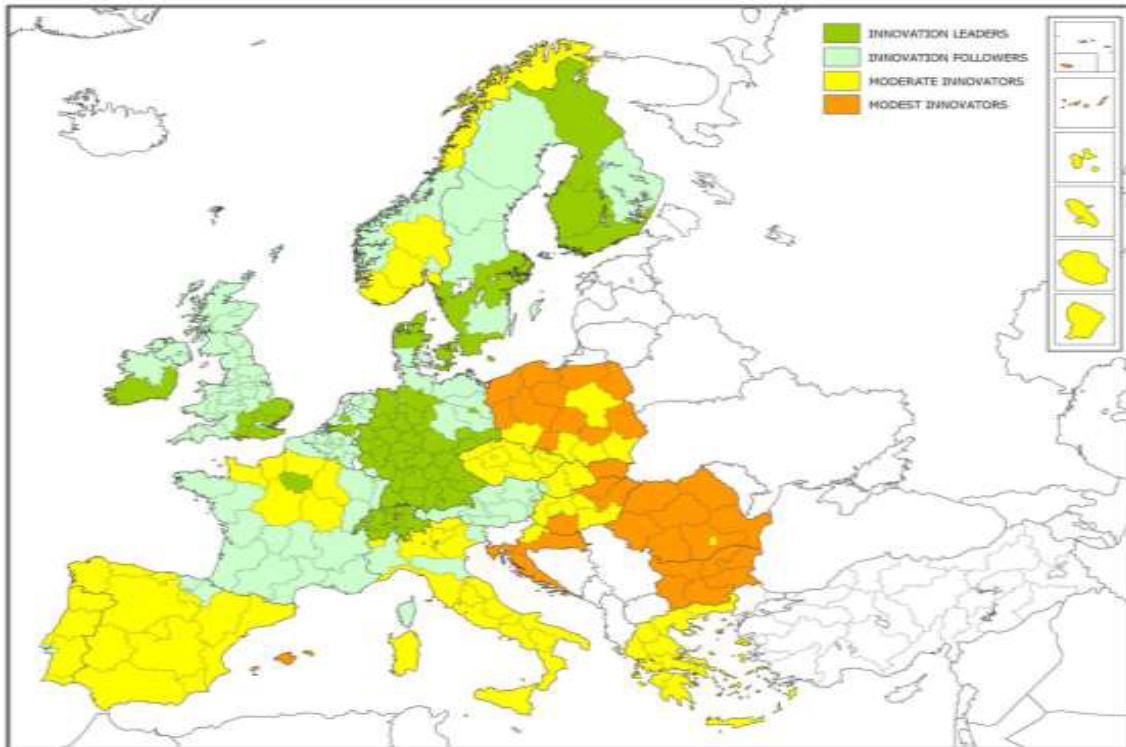 INNOVATION LEADERS
INNOVATION FOLLOWERS
MODERATE INNOVATORS
MODEST INNOVATORS